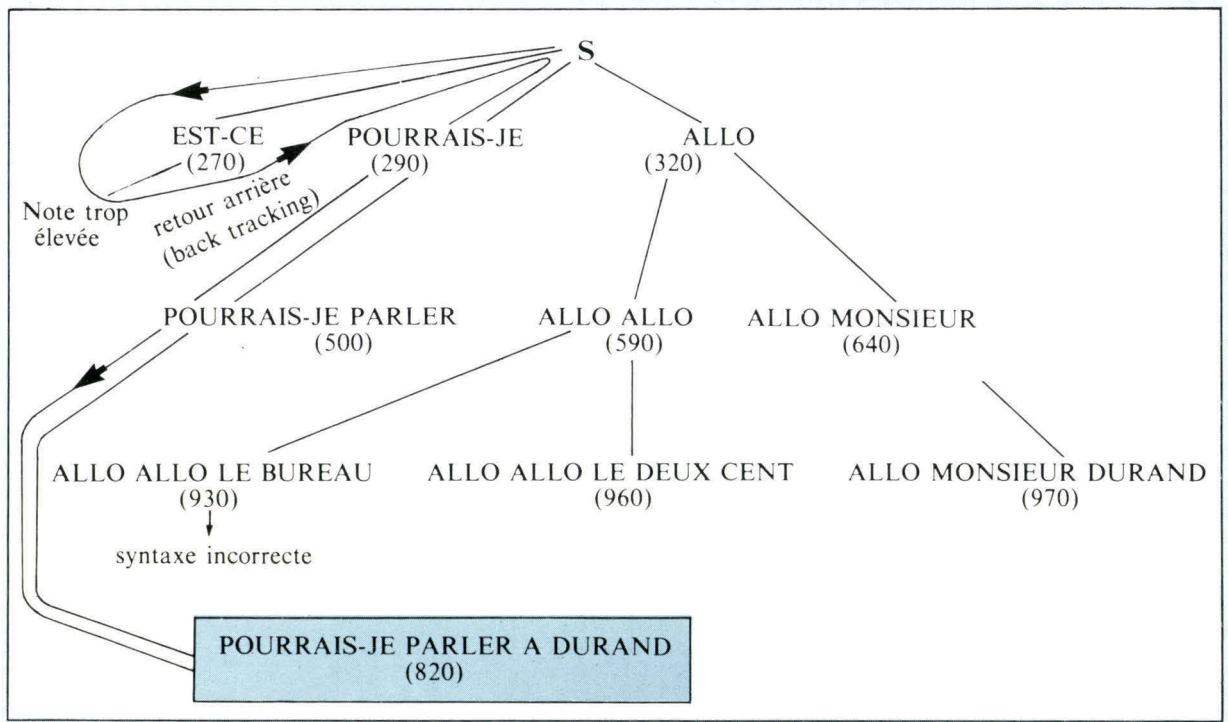 S
EST-CE
(270)
POURRAIS-JE
(290)
ALLO
(320)
Note trop
élevée
retour arrière
(back tracking)
POURRAIS-JE PARLER
(500)
ALLO ALLO
(590)
ALLO MONSIEUR
(640)
ALLO ALLO LE BUREAU
(930)
syntaxe incorrecte
ALLO ALLO LE DEUX CENT
(960)
ALLO MONSIEUR DURAND
(970)
POURRAIS-JE PARLER A DURAND
(820)